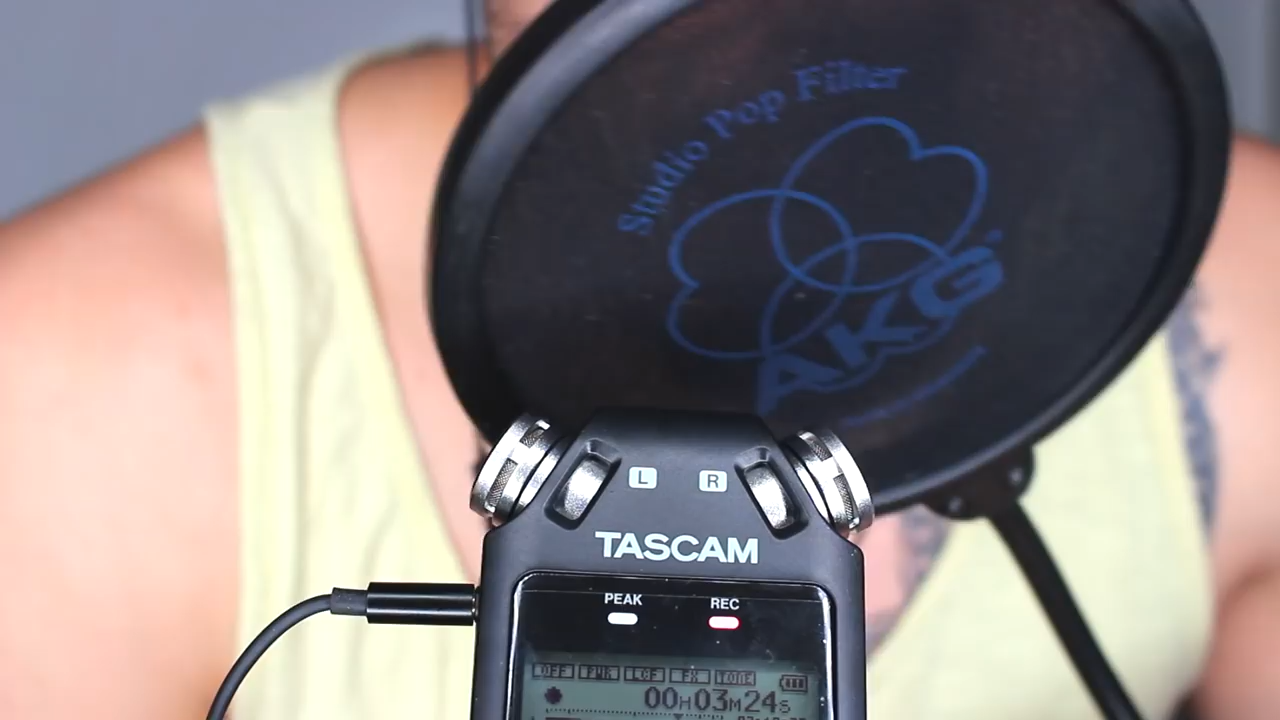 Studio Pop Filter
AKG
L R
TASCAM
PEAK REC
OFF PWR LCF FX TONE
00H03M24S